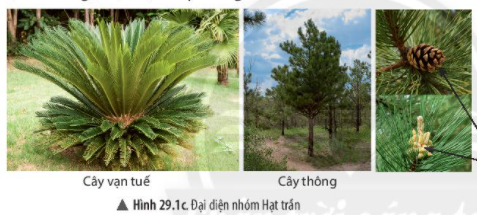 Cây vạn tuế
Cây thông
▲ Hình 29.1c. Đại diện nhóm Hạt trần